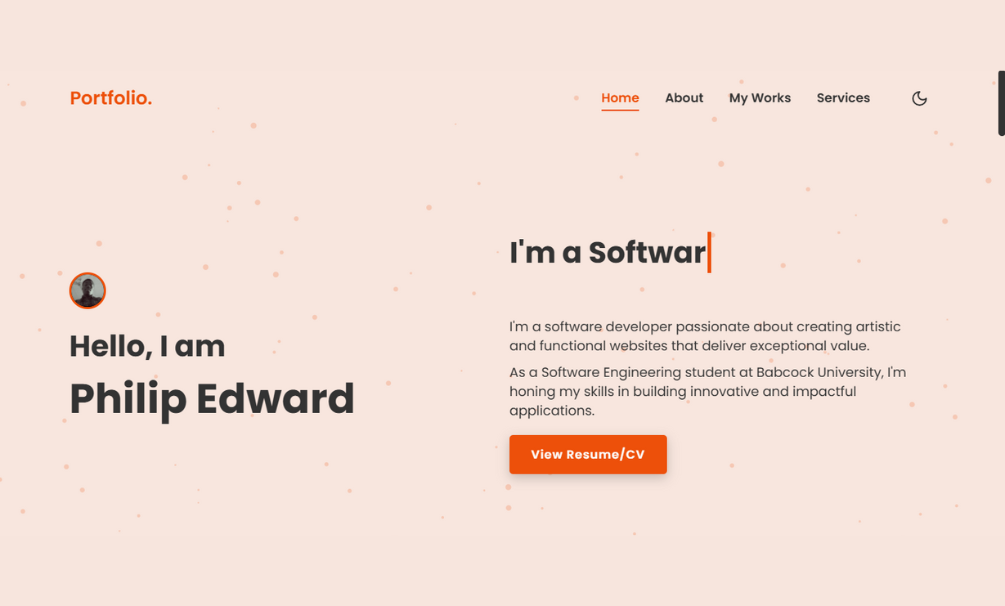 Portfolio.
Home About My Works Services
Hello, I am
Philip Edward
I'm a Softwar
I'm a software developer passionate about creating artistic
and functional websites that deliver exceptional value.
As a Software Engineering student at Babcock University, I'm
honing my skills in building innovative and impactful
applications.
View Resume/CV